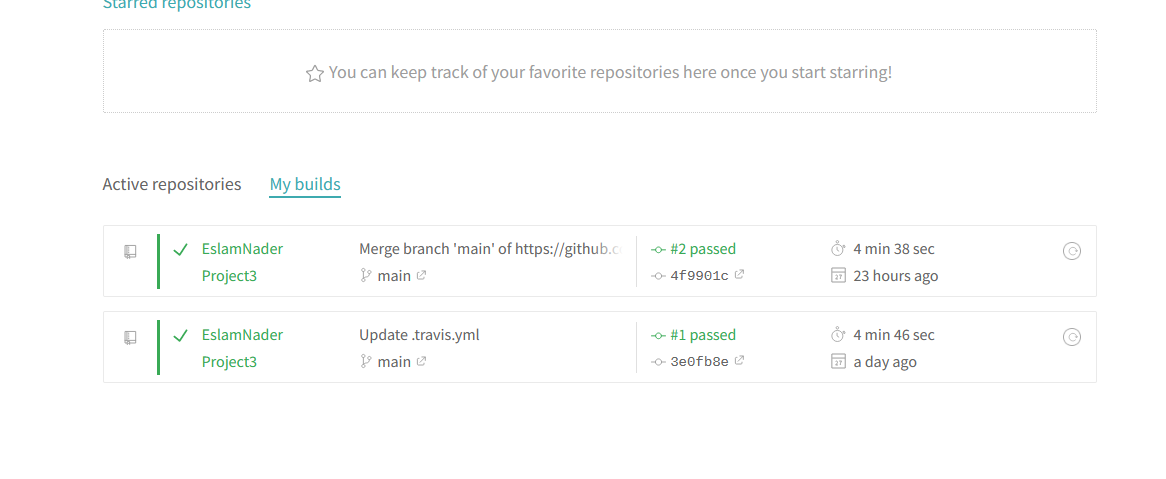 Starred repositories
You can keep track of your favorite repositories here once you start starring!
Active repositories My builds
EslamNader Merge branch 'main' of https://github.c #2 passed 4 min 38 sec
Project3 main 4f9901c 23 hours ago
EslamNader Update .travis.yml #1 passed 4 min 46 sec
Project3 main 3e0fb8e a day ago